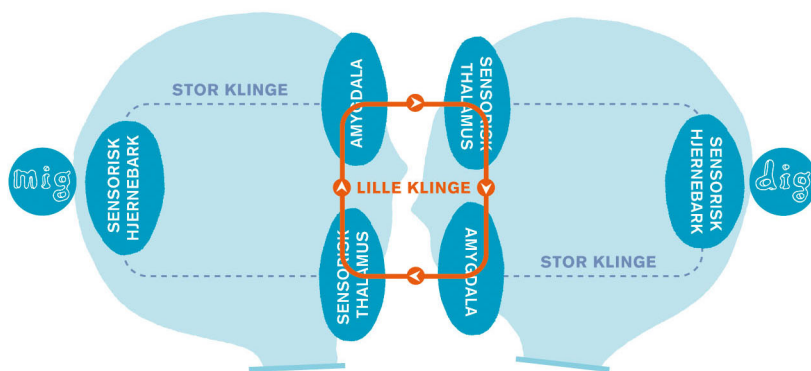 STOR KLINGE
AMYGDALA
SENSORISK
THALAMUS
mig
SENSORISK
HJERNEBARK
LILLE KLINGE
SENSORISK
HJERNEBARK
dig
SENSORISK
THALAMUS
AMYGDALA
STOR KLINGE